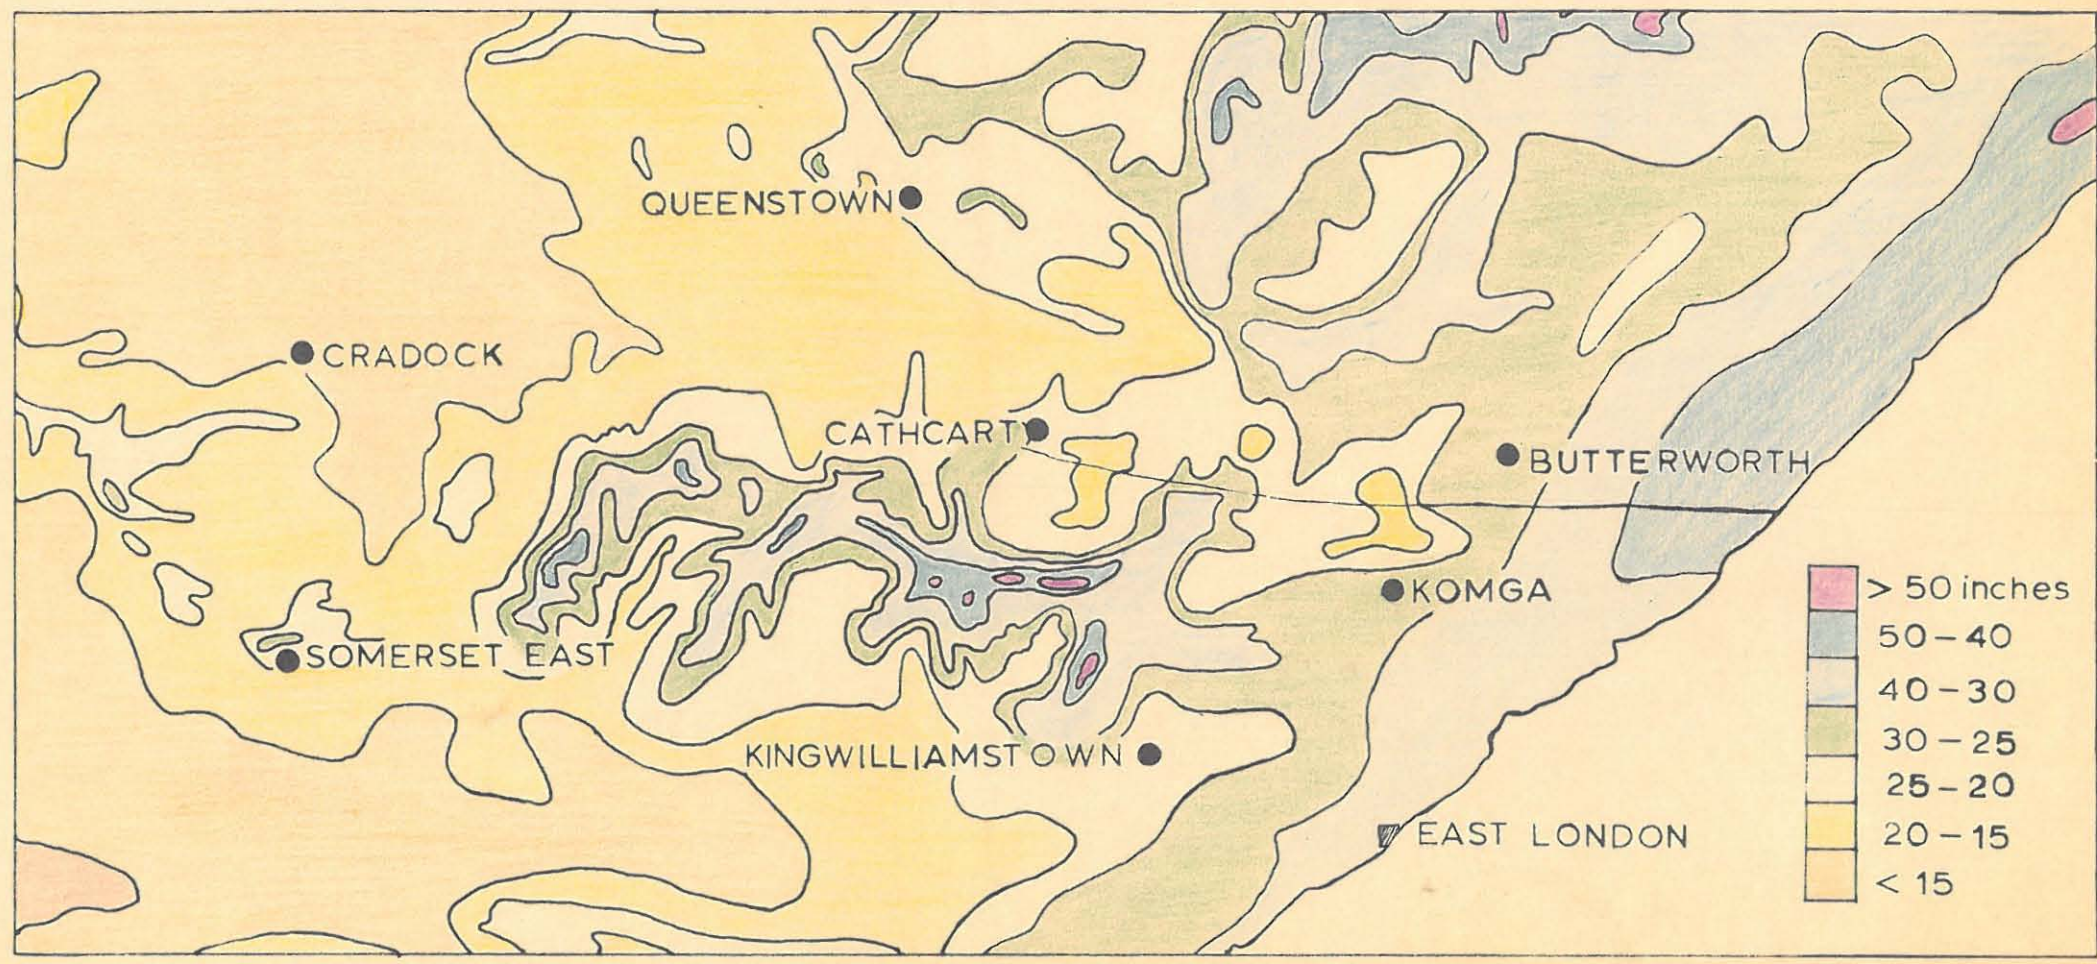 QUEENSTOWN
CRADOCK
CATHCART
BUTTERWORTH
KOMGA
SOMERSET EAST
KINGWILLIAMSTOWN
EAST LONDON
> 50 inches
50 – 40
40 – 30
30 – 25
25 – 20
20 – 15
< 15